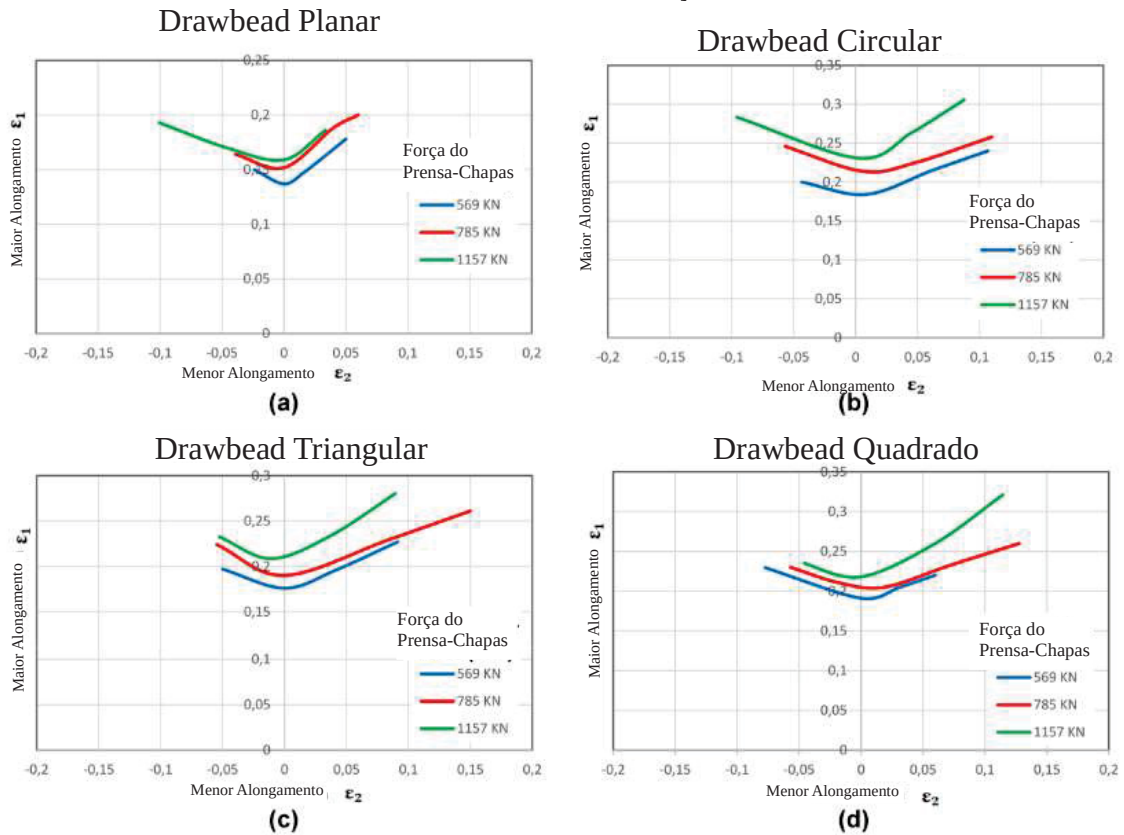 Drawbead Planar
0,25
0,2
0,15
0,1
0,05
0
-0,2
-0,15
-0,1
-0,05
0
0,05
0,1
0,15
0,2
Maior Alongamento ε1
Menor Alongamento ε2
Força do
Prensa-Chapas
569 KN
785 KN
1157 KN
(a)
Drawbead Circular
0,35
0,3
0,25
0,2
0,15
0,1
0,05
0
-0,2
-0,15
-0,1
-0,05
0
0,05
0,1
0,15
0,2
Maior Alongamento ε1
Menor Alongamento ε2
Força do
Prensa-Chapas
569 KN
785 KN
1157 KN
(b)
Drawbead Triangular
0,3
0,25
0,2
0,15
0,1
0,05
0
-0,2
-0,15
-0,1
-0,05
0
0,05
0,1
0,15
0,2
Maior Alongamento ε1
Menor Alongamento ε2
Força do
Prensa-Chapas
569 KN
785 KN
1157 KN
(c)
Drawbead Quadrado
0,35
0,3
0,25
0,2
0,15
0,1
0,05
0
-0,2
-0,15
-0,1
-0,05
0
0,05
0,1
0,15
0,2
Maior Alongamento ε1
Menor Alongamento ε2
Força do
Prensa-Chapas
569 KN
785 KN
1157 KN
(d)